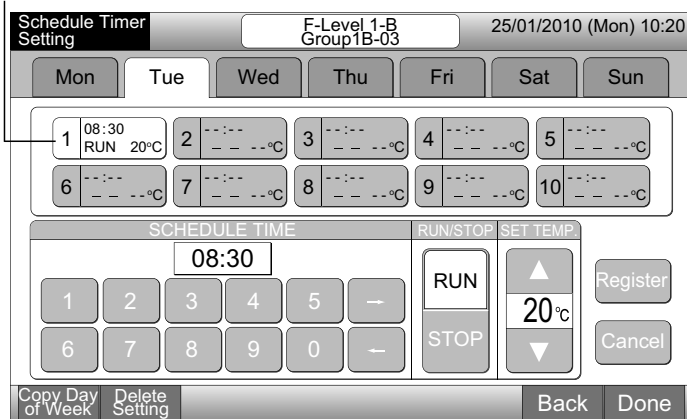 Schedule Timer
Setting
F-Level 1-B
Group1B-03
25/01/2010 (Mon) 10:20
Mon Tue Wed Thu Fri Sat Sun
1 08:30 RUN 20°C
2 --:-- – – --°C
3 --:-- – – --°C
4 --:-- – – --°C
5 --:-- – – --°C
6 --:-- – – --°C
7 --:-- – – --°C
8 --:-- – – --°C
9 --:-- – – --°C
10 --:-- – – --°C
SCHEDULE TIME RUN/STOP SET TEMP.
08:30
1 2 3 4 5 →
6 7 8 9 0 ←
RUN
STOP
▲
20°C
▼
Register
Cancel
Copy Day
of Week
Delete
Setting
Back Done